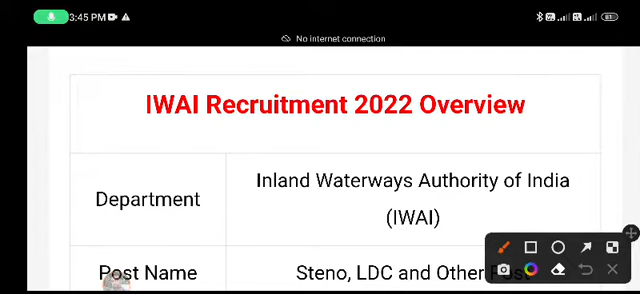 3:45 PM
No internet connection
IWAI Recruitment 2022 Overview
Department
Inland Waterways Authority of India
(IWAI)
Post Name
Steno, LDC and Other Post